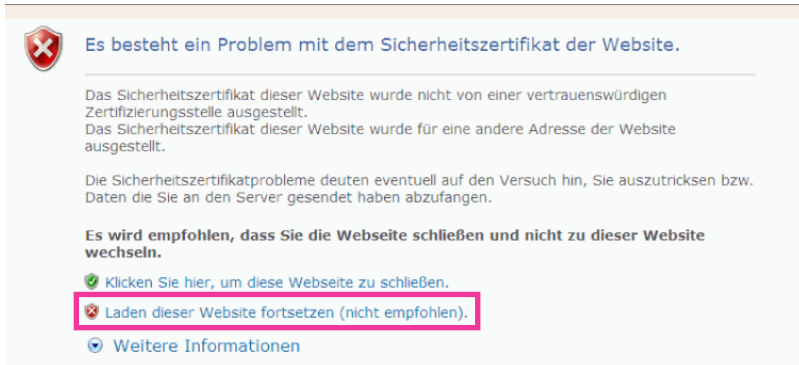 Es besteht ein Problem mit dem Sicherheitszertifikat der Website.
Das Sicherheitszertifikat dieser Website wurde nicht von einer vertrauenswürdigen
Zertifizierungsstelle ausgestellt.
Das Sicherheitszertifikat dieser Website wurde für eine andere Adresse der Website
ausgestellt.
Die Sicherheitszertifikatprobleme deuten eventuell auf den Versuch hin, Sie auszutricksen bzw.
Daten die Sie an den Server gesendet haben abzufangen.
Es wird empfohlen, dass Sie die Webseite schließen und nicht zu dieser Website
wechseln.
Klicken Sie hier, um diese Webseite zu schließen.
Laden dieser Website fortsetzen (nicht empfohlen).
Weitere Informationen